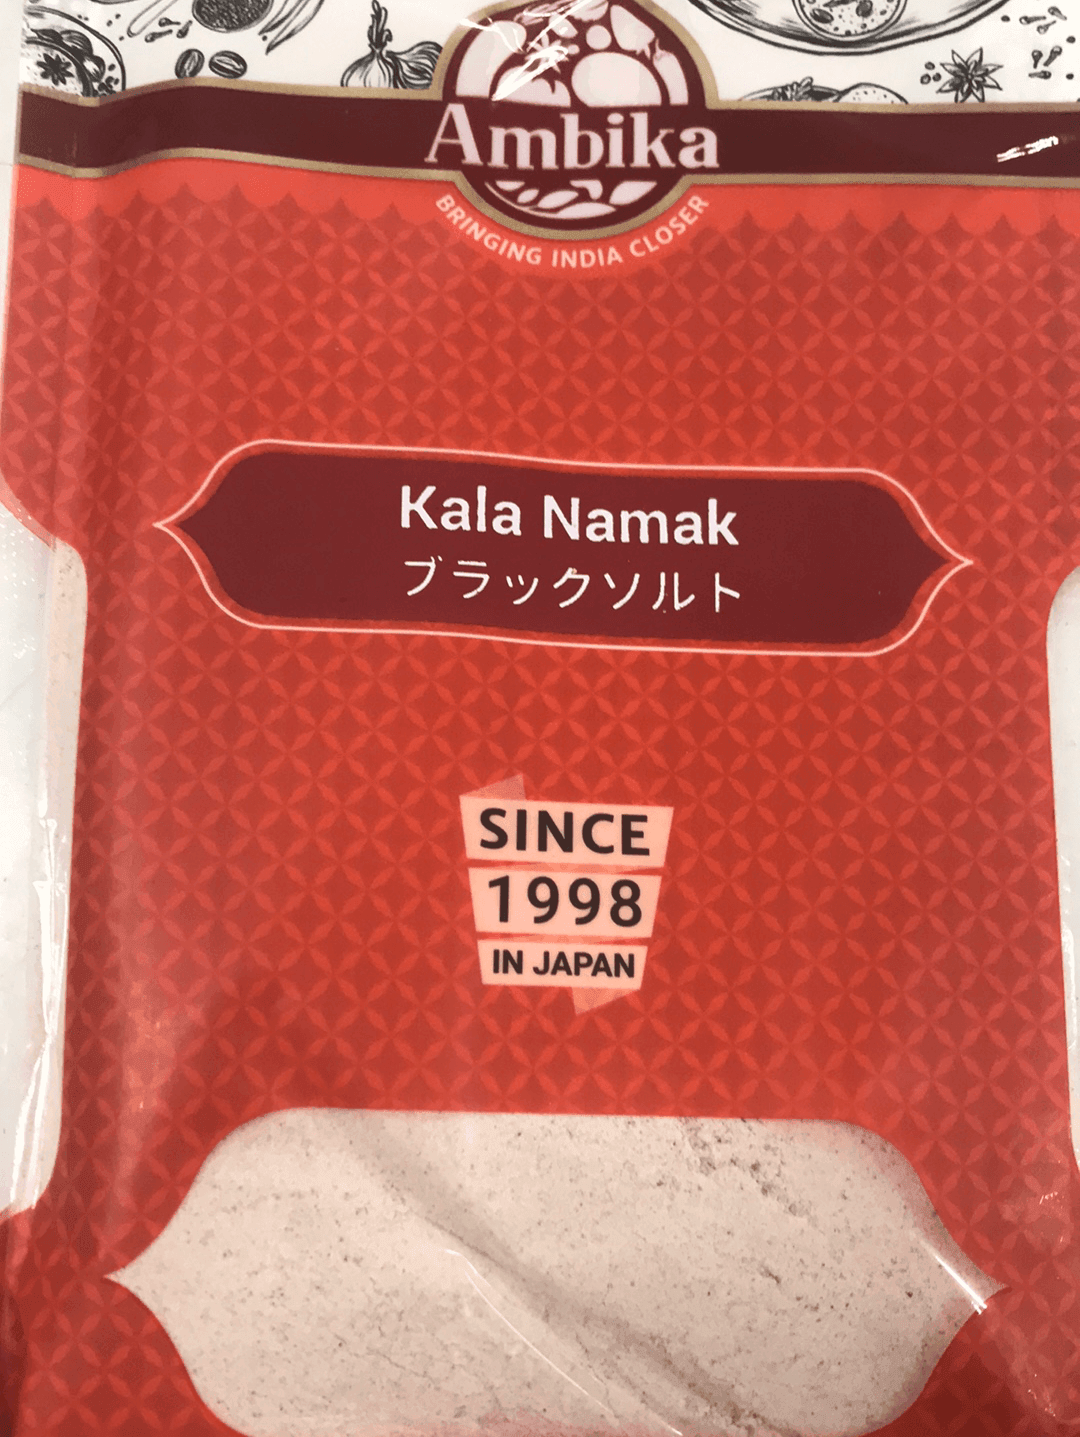 Ambika
BRINGING INDIA CLOSER
Kala Namak
ブラックソルト
SINCE
1998
IN JAPAN